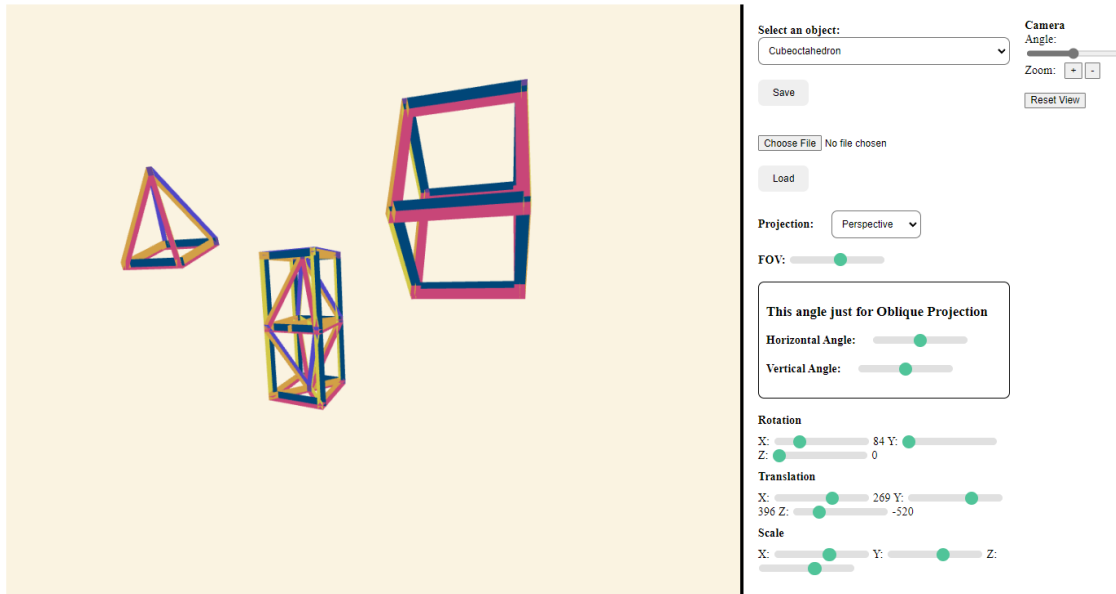 Select an object:
Cubeoctahedron
Save
Choose File No file chosen
Load
Projection: Perspective
FOV:
This angle just for Oblique Projection
Horizontal Angle:
Vertical Angle:
Rotation
X: 84 Y:
Z: 0
Translation
X: 269 Y:
396 Z: -520
Scale
X: Y: Z:
Camera
Angle:
Zoom: + -
Reset View